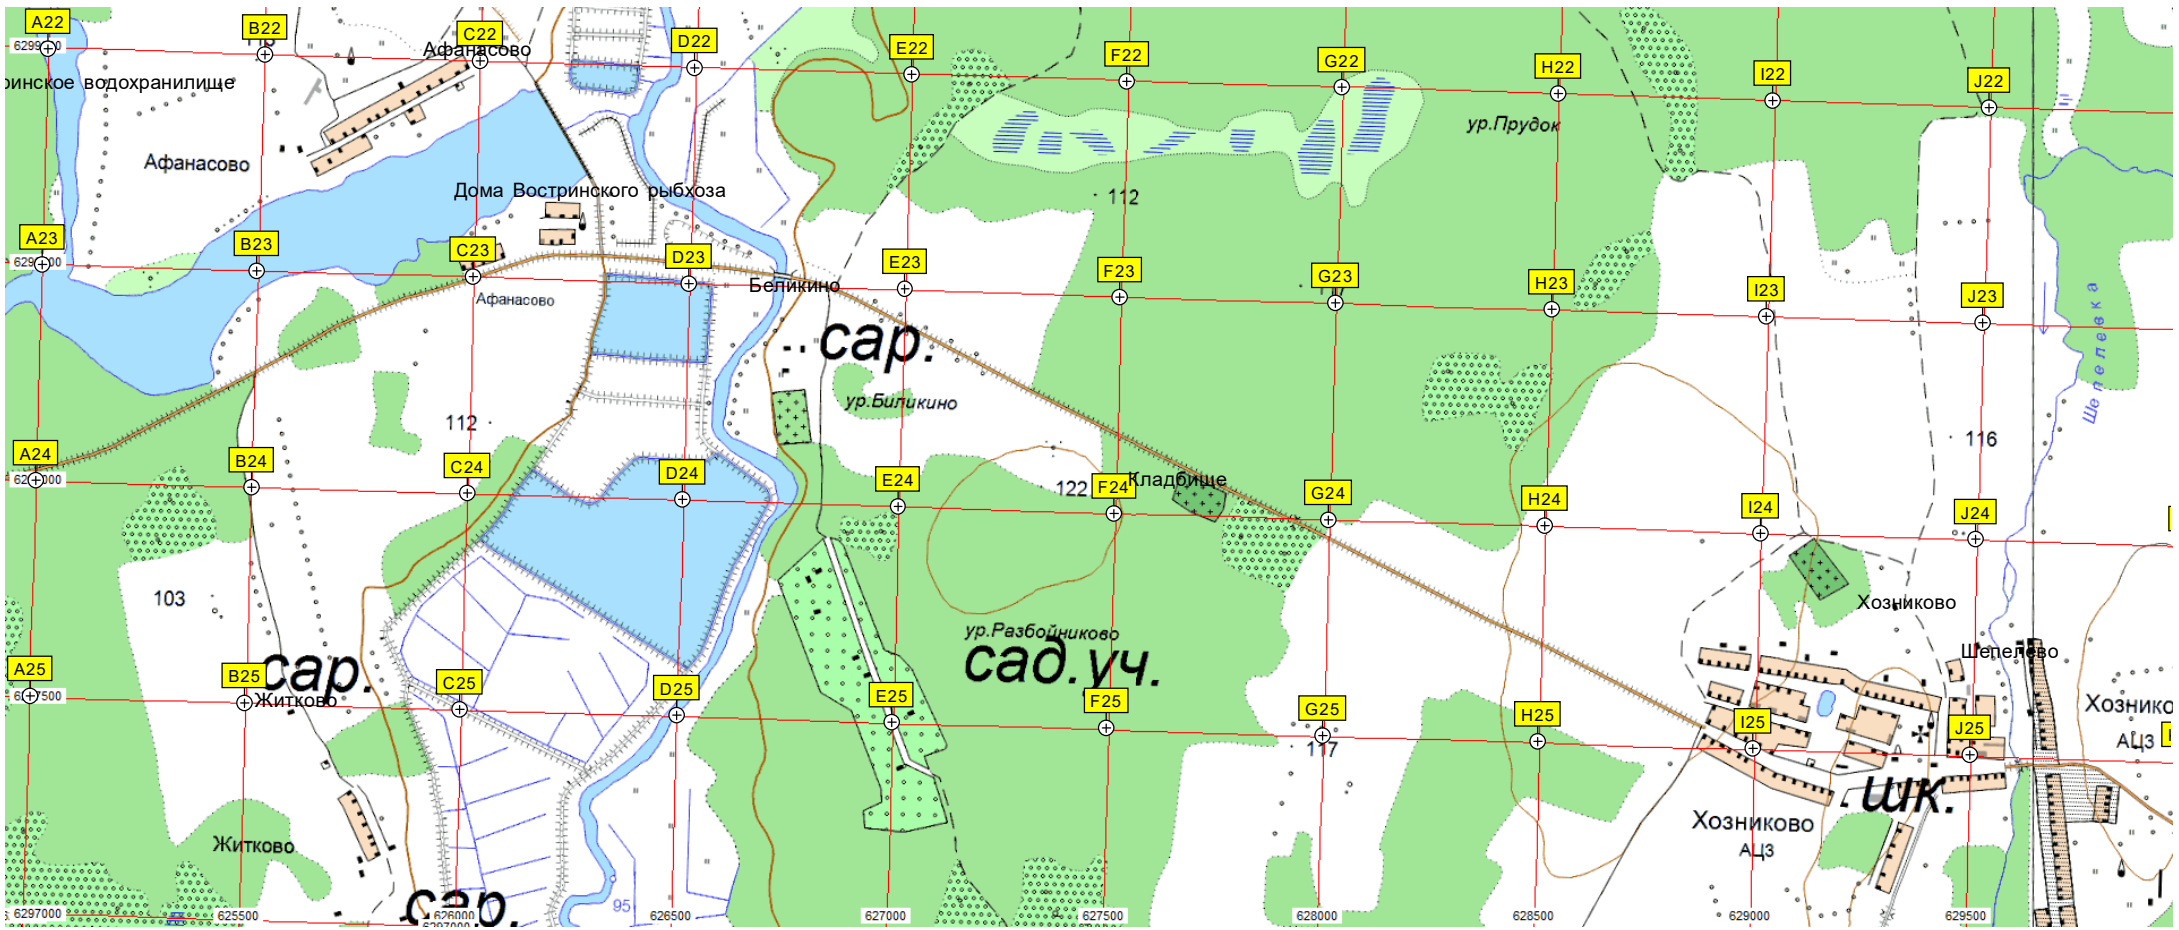 A22
B22
C22
D22
E22
F22
G22
H22
I22
J22
Афанасово
ринское водохранилище
ур.Прудок
Афанасово
Дома Востринского рыбхоза
112
A23
B23
C23
D23
E23
F23
G23
H23
I23
J23
Афанасово
Беликино
сар.
Шепелевка
ур.Биликино
112
116
A24
B24
C24
D24
E24
122
F24
Кладбище
G24
H24
I24
J24
103
Хозниково
ур.Разбойниково
сад.уч.
Шепелево
сар.
A25
7500
B25
Житково
C25
D25
E25
F25
G25
H25
I25
J25
Хознико
АЦЗ
117
шк.
Хозниково
АЦЗ
Житково
сар.
95
6297000
625500
626000
6297000
626500
627000
627500
628000
628500
629000
629500